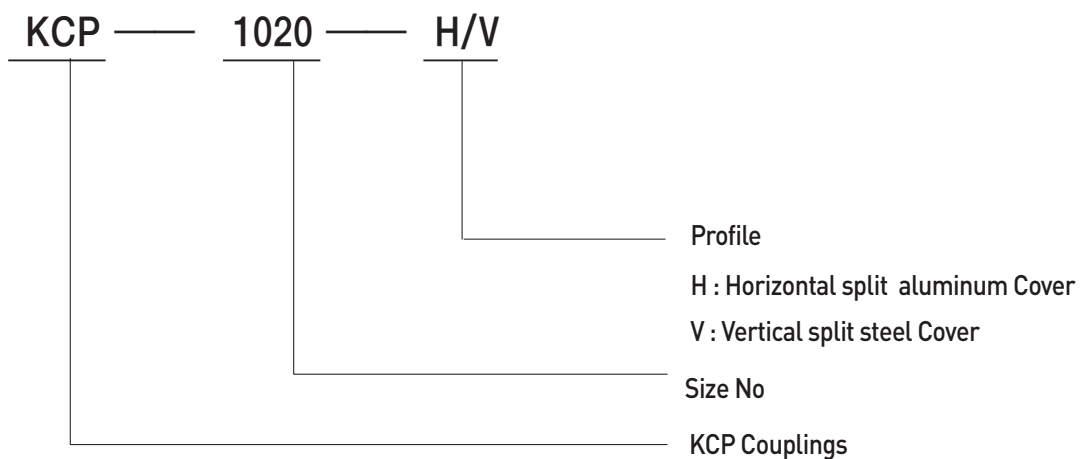 KCP — 1020 — H/V
Profile
H : Horizontal split aluminum Cover
V : Vertical split steel Cover
Size No
KCP Couplings